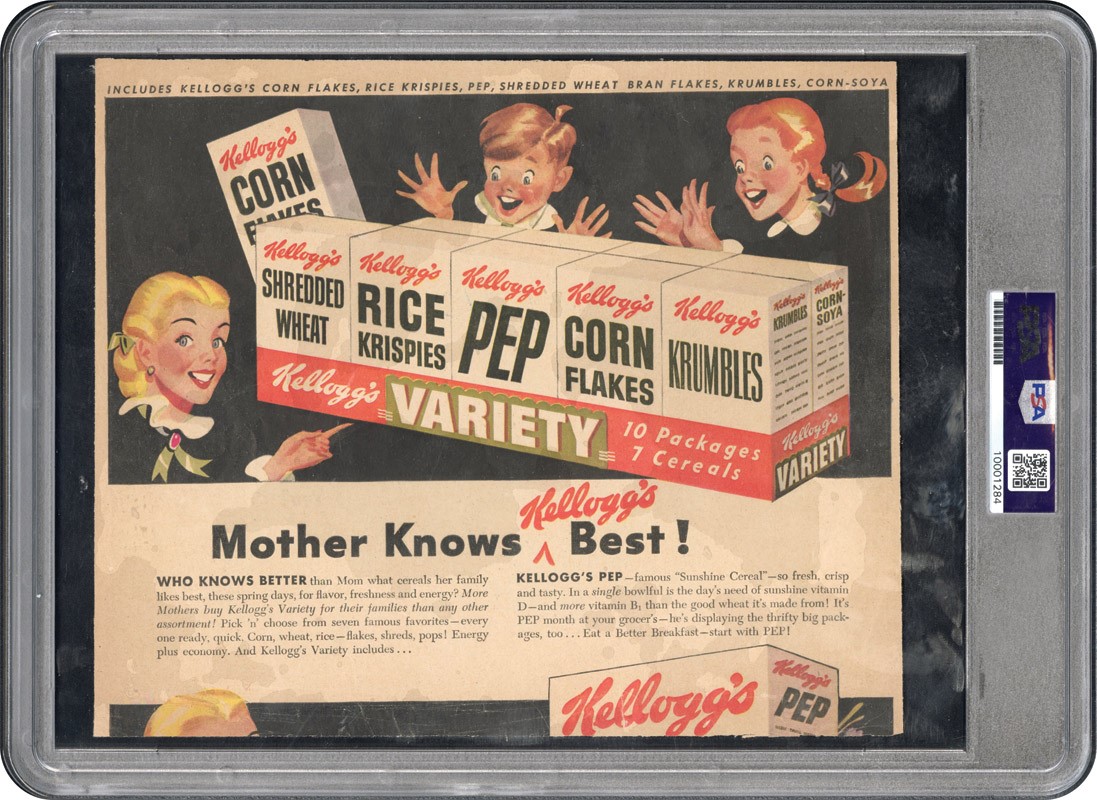 INCLUDES KELLOGG'S CORN FLAKES, RICE KRISPIES, PEP, SHREDDED WHEAT BRAN FLAKES, KRUMBLES, CORN-SOYA
Kellogg's
CORN
FLAKES
Kellogg's
SHREDDED
WHEAT
Kellogg's
RICE
KRISPIES
Kellogg's
PEP
Kellogg's
CORN
FLAKES
Kellogg's
KRUMBLES
Kellogg's
KRUMBLES
Kellogg's
CORN-
SOYA
Kellogg's
VARIETY
10 Packages
7 Cereals
Kellogg's
VARIETY
Kellogg's
Mother Knows ^ Best!
WHO KNOWS BETTER than Mom what cereals her family
likes best, these spring days, for flavor, freshness and energy? More
Mothers buy Kellogg's Variety for their families than any other
assortment! Pick 'n' choose from seven famous favorites—every
one ready, quick. Corn, wheat, rice—flakes, shreds, pops! Energy
plus economy. And Kellogg's Variety includes...
KELLOGG'S PEP—famous "Sunshine Cereal"—so fresh, crisp
and tasty. In a single bowlful is the day's need of sunshine vitamin
D—and more vitamin B₁ than the good wheat it's made from! It's
PEP month at your grocer's—he's displaying the thrifty big pack-
ages, too...Eat a Better Breakfast—start with PEP!
Kellogg's
Kellogg's
PEP
PSA
10001284